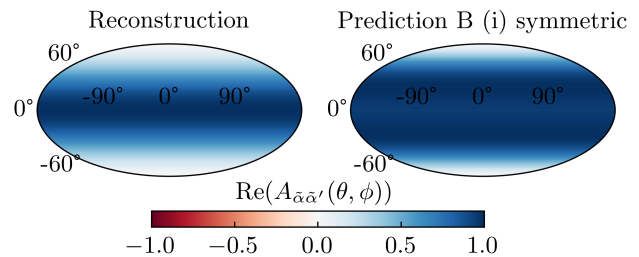 Reconstruction
Prediction B (i) symmetric
60° 60°
-90° 0° 90° -90° 0° 90°
0° 0°
-60° -60°
Re(A_{α̃α̃′}(θ, ϕ))
−1.0 −0.5 0.0 0.5 1.0